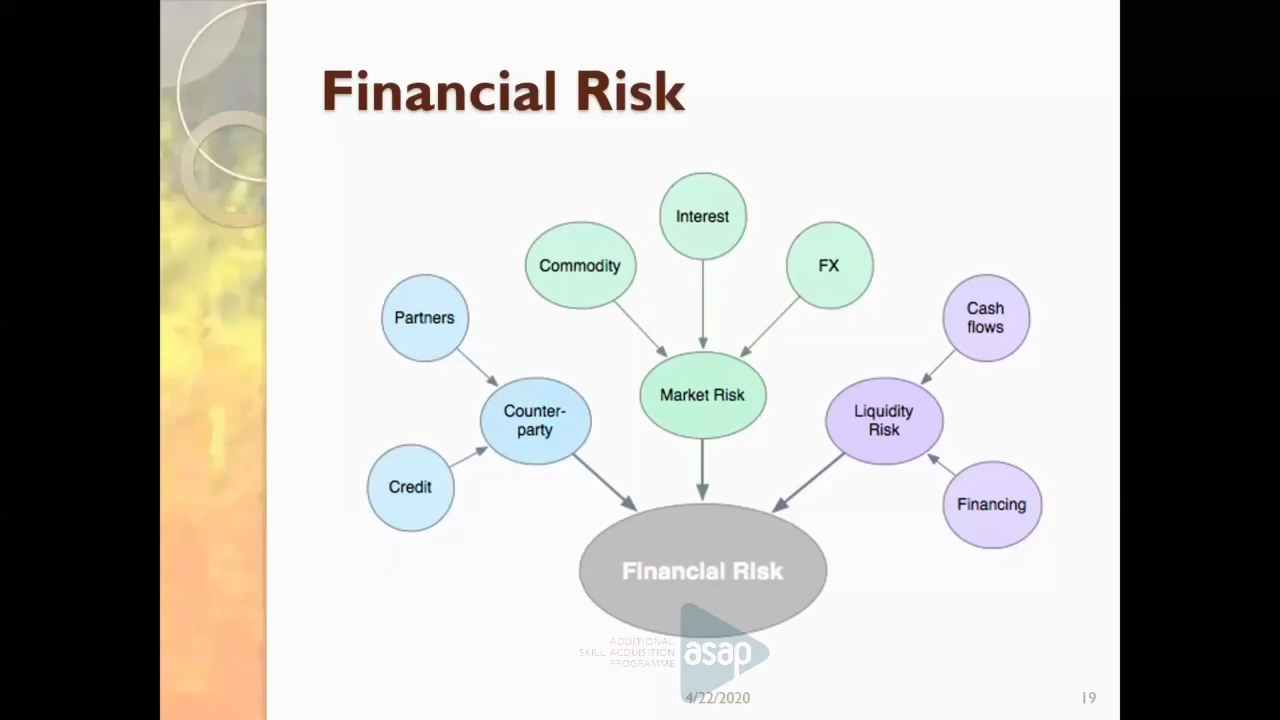 Financial Risk
Interest
Commodity
FX
Partners
Cash
flows
Market Risk
Counter-
party
Liquidity
Risk
Credit
Financing
Financial Risk
ADDITIONAL
SKILL ACQUISITION
PROGRAMME
asap
4/22/2020
19